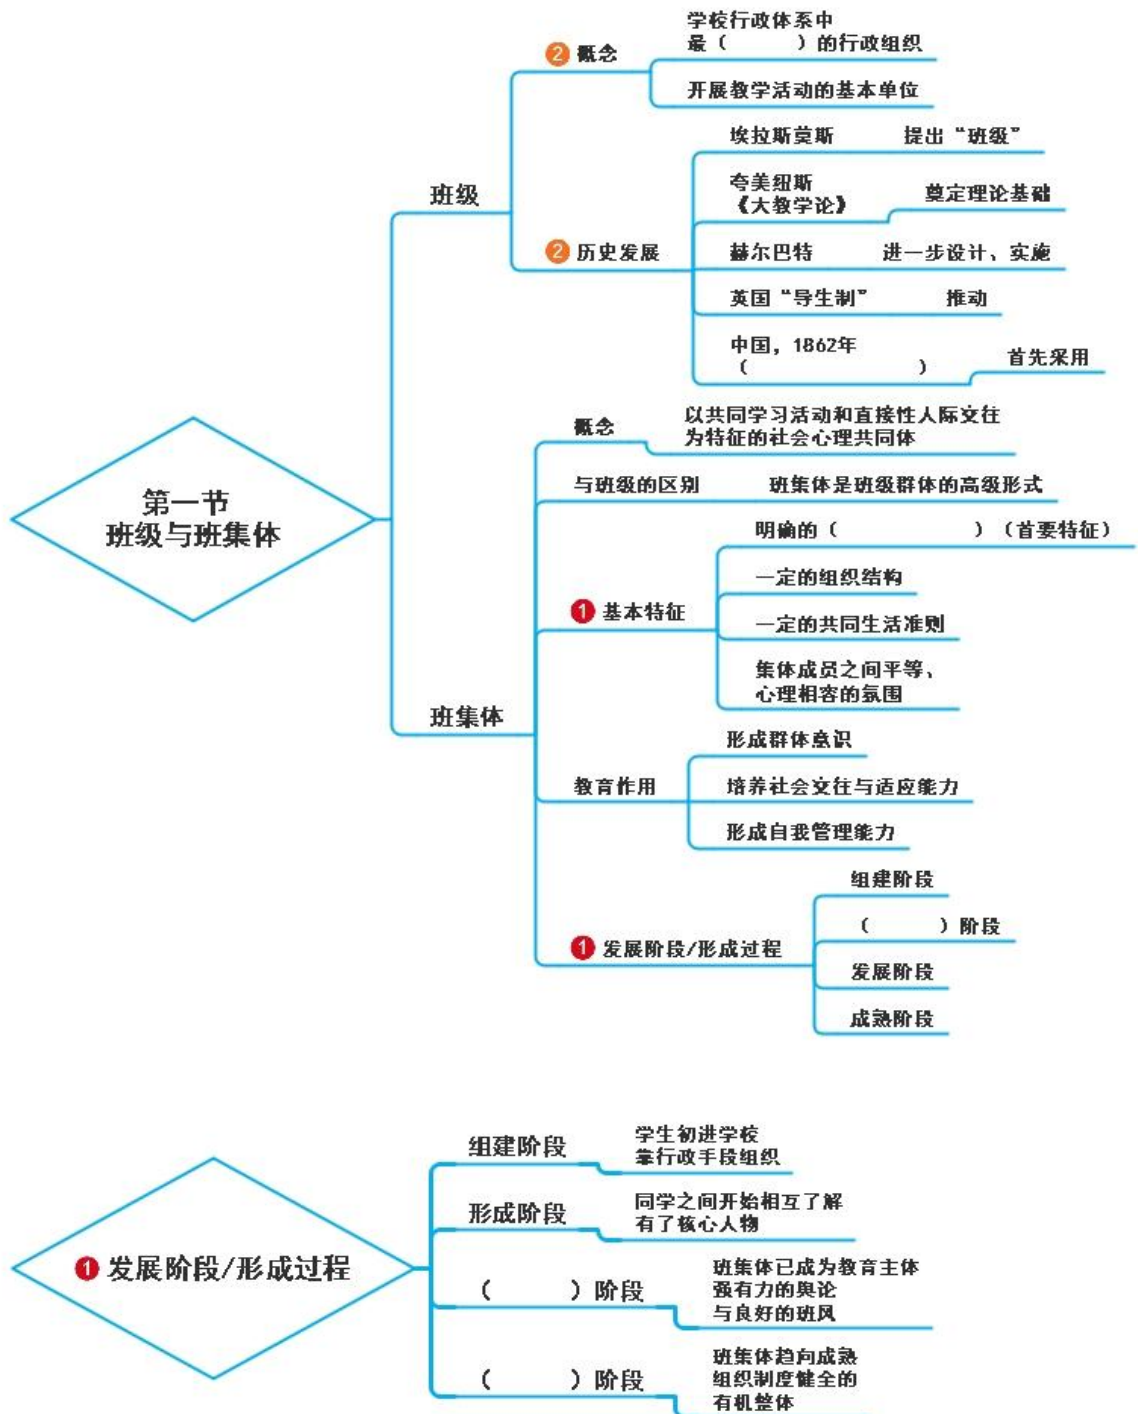 第一节
班级与班集体
班级
② 概念
学校行政体系中
最（　　　）的行政组织
开展教学活动的基本单位
② 历史发展
埃拉斯莫斯　　　提出“班级”
夸美纽斯
《大教学论》　　　奠定理论基础
赫尔巴特　　　进一步设计、实施
英国“导生制”　　　推动
中国，1862年
（　　　　　　　　）　　　首先采用
班集体
概念
以共同学习活动和直接性人际交往
为特征的社会心理共同体
与班级的区别　　　班集体是班级群体的高级形式
① 基本特征
明确的（　　　　　　）（首要特征）
一定的组织结构
一定的共同生活准则
集体成员之间平等、
心理相容的氛围
教育作用
形成群体意识
培养社会交往与适应能力
形成自我管理能力
① 发展阶段/形成过程
组建阶段
（　　　）阶段
发展阶段
成熟阶段
① 发展阶段/形成过程
组建阶段
学生初进学校
靠行政手段组织
形成阶段
同学之间开始相互了解
有了核心人物
（　　　）阶段
班集体已成为教育主体
强有力的舆论
与良好的班风
（　　　）阶段
班集体趋向成熟
组织制度健全的
有机整体